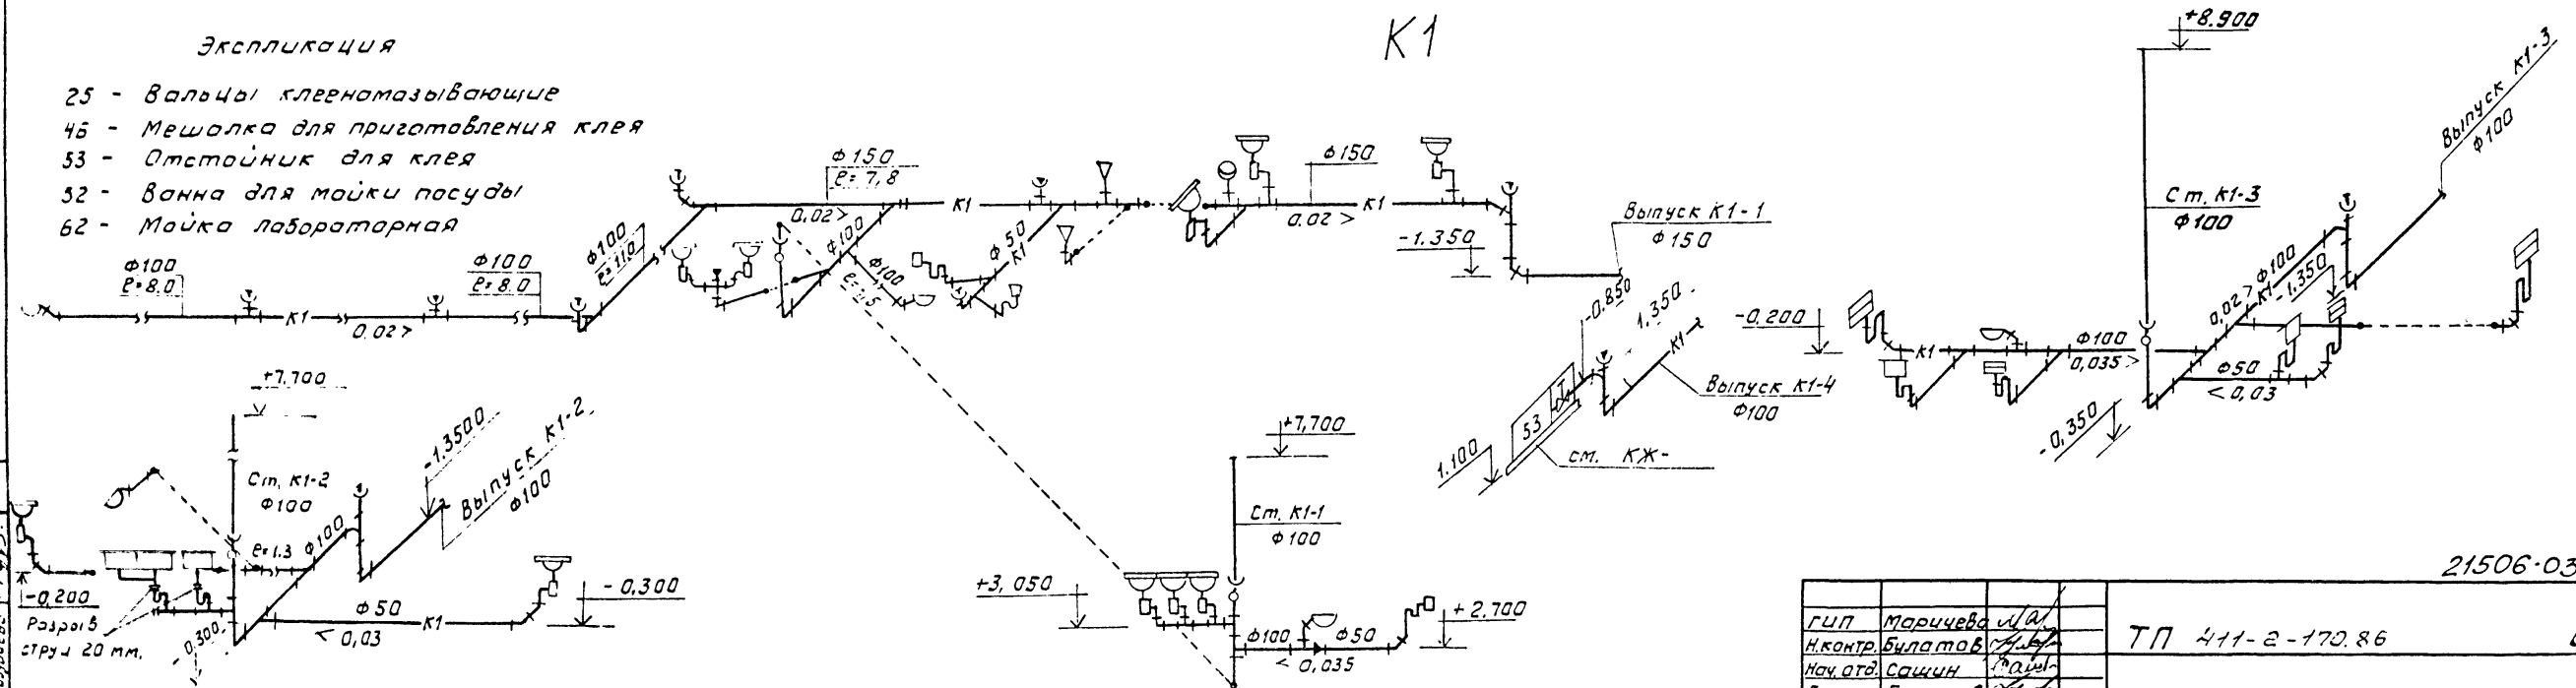 Экспликация
25 - Вальцы клеенамазывающие
46 - Мешалка для приготовления клея
53 - Отстойник для клея
52 - Ванна для мойки посуды
62 - Мойка лабораторная
К1
ф100
ℓ=8.0
К1
0.02 >
ф100
ℓ=8.0
ф100
ℓ=11.0
ф150
ℓ=7,8
0.02 >
ф100
ф100
ℓ=1.5
К1
ф50
К1
ф150
0.02 >
К1
-1.350
Выпуск К1-1
ф150
+8.900
Ст. К1-3
ф100
Выпуск К1-3
ф100
-0,200
К1
ф100
0,035 >
0,02 > ф100
К1
-1.350
ф50
< 0,03
-0,350
-0.850
1.350
К1
53
1.100
см. КЖ-
Выпуск К1-4
ф100
+7.700
Ст. К1-2
ф100
ℓ=1.3
ф100
-1.3500
Выпуск К1-2
ф100
-0,200
Разрыв
струи 20 мм.
-0.300
ф50
К1
< 0,03
-0,300
+7,700
Ст. К1-1
ф100
+3,050
ф100
ф50
< 0,035
+2,700
21506-03
ГИП Маричева
Н.контр. Булатов
Нач. отд. Сашин
ТП 411-2-170.86